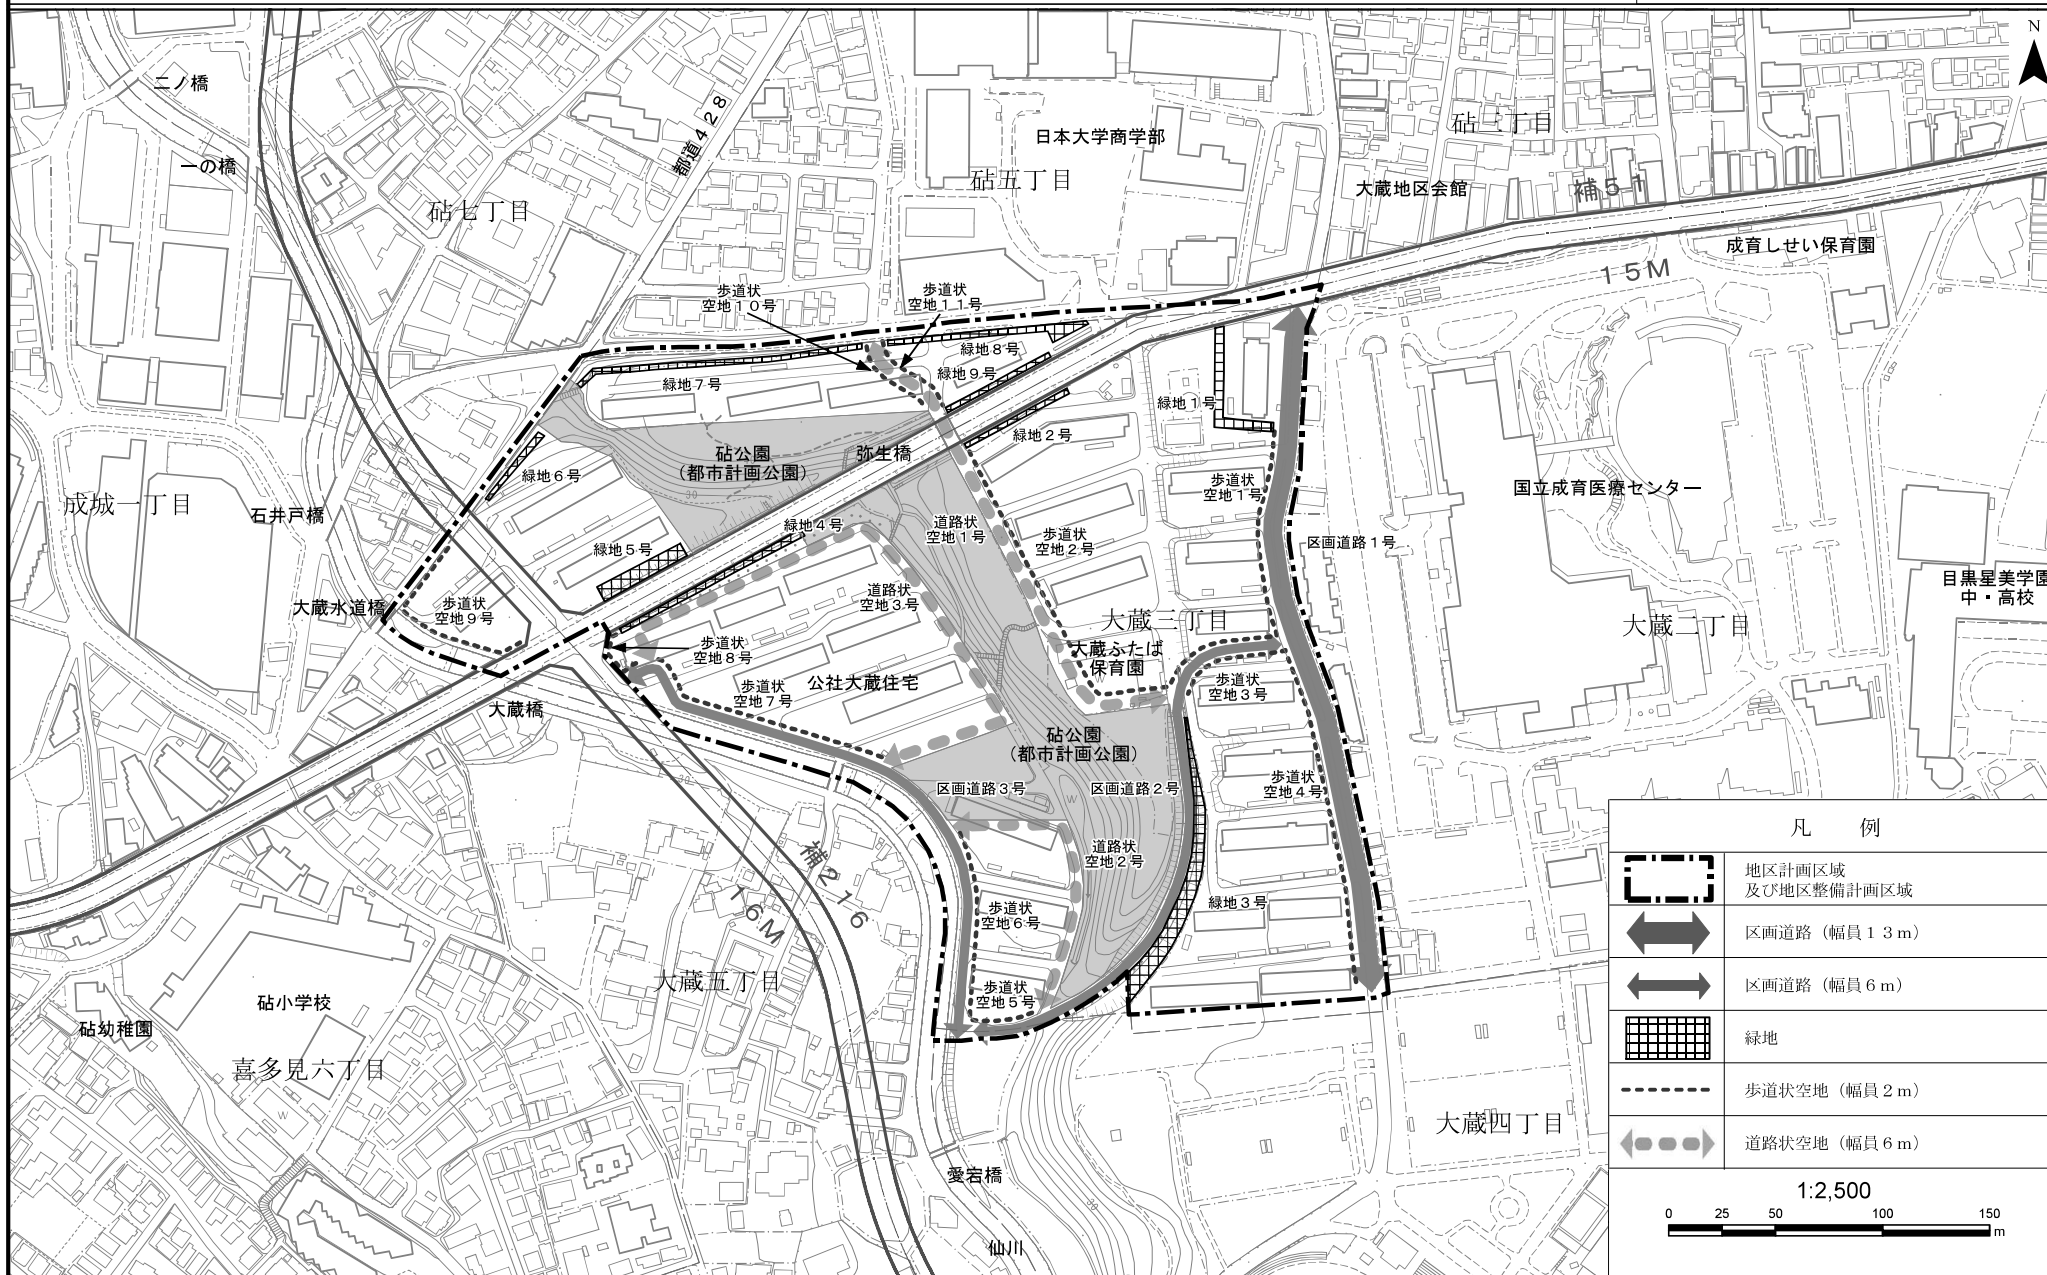 N
二ノ橋
一の橋
都道428
砧七丁目
日本大学商学部
砧五丁目
砧三丁目
大蔵地区会館
補51
15M
成育しせい保育園
歩道状
空地10号
歩道状
空地11号
緑地8号
緑地9号
緑地7号
緑地1号
緑地2号
砧公園
（都市計画公園）
弥生橋
緑地6号
成城一丁目
石井戸橋
国立成育医療センター
歩道状
空地1号
緑地4号
道路状
空地1号
歩道状
空地2号
区画道路1号
緑地5号
道路状
空地3号
目黒星美学園
中・高校
大蔵水道橋
歩道状
空地9号
大蔵三丁目
大蔵二丁目
歩道状
空地8号
大蔵ふたば
保育園
歩道状
空地7号
公社大蔵住宅
歩道状
空地3号
大蔵橋
砧公園
（都市計画公園）
区画道路3号
区画道路2号
歩道状
空地4号
補216
16M
道路状
空地2号
緑地3号
歩道状
空地6号
歩道状
空地5号
大蔵五丁目
砧小学校
砧幼稚園
喜多見六丁目
大蔵四丁目
愛宕橋
仙川
凡　例
地区計画区域
及び地区整備計画区域
区画道路（幅員13m）
区画道路（幅員6m）
緑地
歩道状空地（幅員2m）
道路状空地（幅員6m）
1:2,500
0 25 50 100 150
m